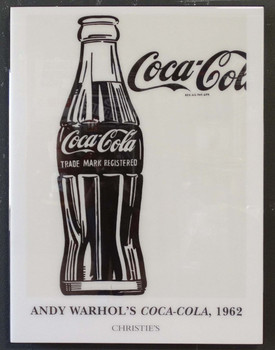 Coca-Cola
Coca-Cola
TRADE MARK REGISTERED
ANDY WARHOL'S COCA-COLA, 1962
CHRISTIE'S